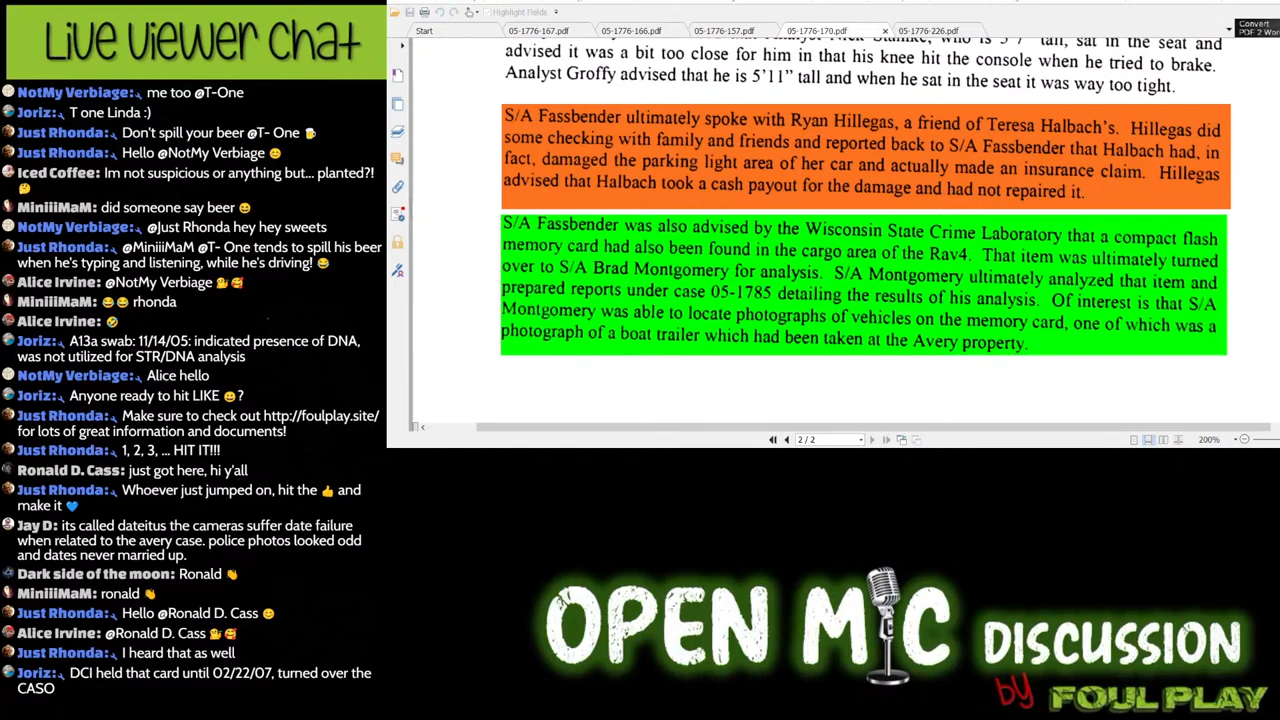 Live Viewer Chat
NotMy Verbiage: me too @T-One
Joriz: T one Linda :)
Just Rhonda: Don't spill your beer @T- One 🍺
Just Rhonda: Hello @NotMy Verbiage 😊
Iced Coffee: Im not suspicious or anything but... planted?!
🤔
MiniiiMaM: did someone say beer 😄
NotMy Verbiage: @Just Rhonda hey hey sweets
Just Rhonda: @MiniiiMaM @T- One tends to spill his beer
when he's typing and listening, while he's driving! 😂
Alice Irvine: @NotMy Verbiage
MiniiiMaM: 😂😂 rhonda
Alice Irvine: 🤣
Joriz: A13a swab: 11/14/05: indicated presence of DNA,
was not utilized for STR/DNA analysis
NotMy Verbiage: Alice hello
Joriz: Anyone ready to hit LIKE 😀?
Just Rhonda: Make sure to check out http://foulplay.site/
for lots of great information and documents!
Just Rhonda: 1, 2, 3, ... HIT IT!!!
Ronald D. Cass: just got here, hi y'all
Just Rhonda: Whoever just jumped on, hit the 👍 and
make it 💙
Jay D: its called dateitus the cameras suffer date failure
when related to the avery case. police photos looked odd
and dates never married up.
Dark side of the moon: Ronald 👋
MiniiiMaM: ronald 👋
Just Rhonda: Hello @Ronald D. Cass 😊
Alice Irvine: @Ronald D. Cass
Just Rhonda: I heard that as well
Joriz: DCI held that card until 02/22/07, turned over the
CASO
Highlight Fields
Start 05-1776-167.pdf 05-1776-166.pdf 05-1776-157.pdf 05-1776-170.pdf 05-1776-226.pdf
Convert
PDF 2 Wor
tall, sat in the seat and
advised it was a bit too close for him in that his knee hit the console when he tried to brake.
Analyst Groffy advised that he is 5'11" tall and when he sat in the seat it was way too tight.
S/A Fassbender ultimately spoke with Ryan Hillegas, a friend of Teresa Halbach's. Hillegas did
some checking with family and friends and reported back to S/A Fassbender that Halbach had, in
fact, damaged the parking light area of her car and actually made an insurance claim. Hillegas
advised that Halbach took a cash payout for the damage and had not repaired it.
S/A Fassbender was also advised by the Wisconsin State Crime Laboratory that a compact flash
memory card had also been found in the cargo area of the Rav4. That item was ultimately turned
over to S/A Brad Montgomery for analysis. S/A Montgomery ultimately analyzed that item and
prepared reports under case 05-1785 detailing the results of his analysis. Of interest is that S/A
Montgomery was able to locate photographs of vehicles on the memory card, one of which was a
photograph of a boat trailer which had been taken at the Avery property.
2 / 2
200%
OPEN MIC
DISCUSSION
by FOUL PLAY